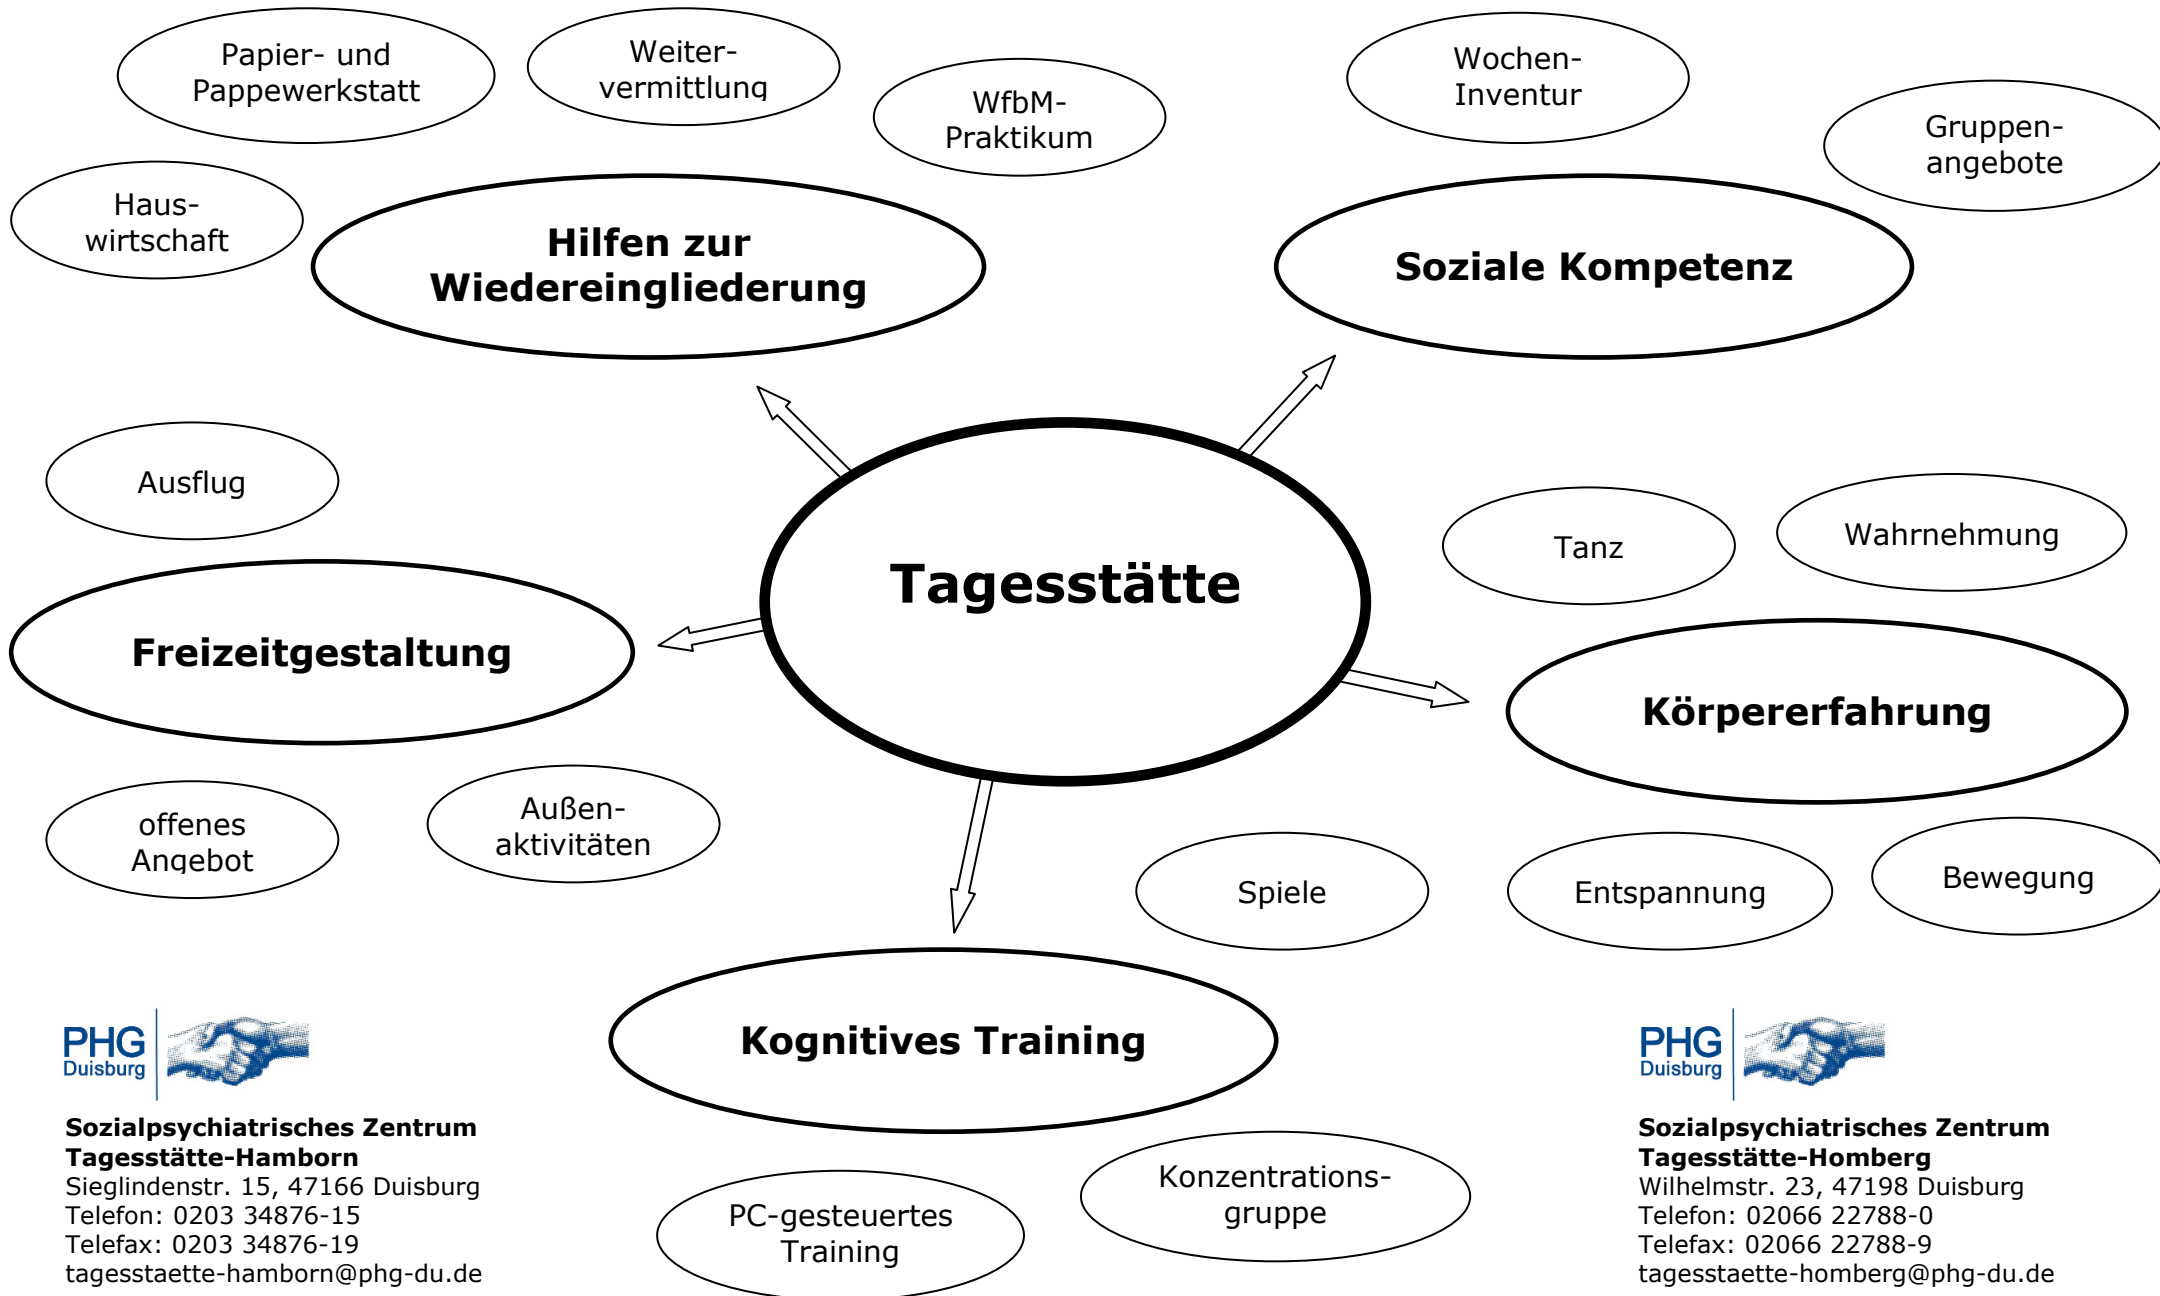 Papier- und
Pappewerkstatt
Weiter-
vermittlung
WfbM-
Praktikum
Haus-
wirtschaft
Hilfen zur
Wiedereingliederung
Wochen-
Inventur
Gruppen-
angebote
Soziale Kompetenz
Ausflug
Freizeitgestaltung
offenes
Angebot
Außen-
aktivitäten
Tagesstätte
Tanz
Wahrnehmung
Körpererfahrung
Entspannung
Bewegung
Spiele
Kognitives Training
PC-gesteuertes
Training
Konzentrations-
gruppe
PHG
Duisburg
Sozialpsychiatrisches Zentrum
Tagesstätte-Hamborn
Sieglindenstr. 15, 47166 Duisburg
Telefon: 0203 34876-15
Telefax: 0203 34876-19
tagesstaette-hamborn@phg-du.de
PHG
Duisburg
Sozialpsychiatrisches Zentrum
Tagesstätte-Homberg
Wilhelmstr. 23, 47198 Duisburg
Telefon: 02066 22788-0
Telefax: 02066 22788-9
tagesstaette-homberg@phg-du.de